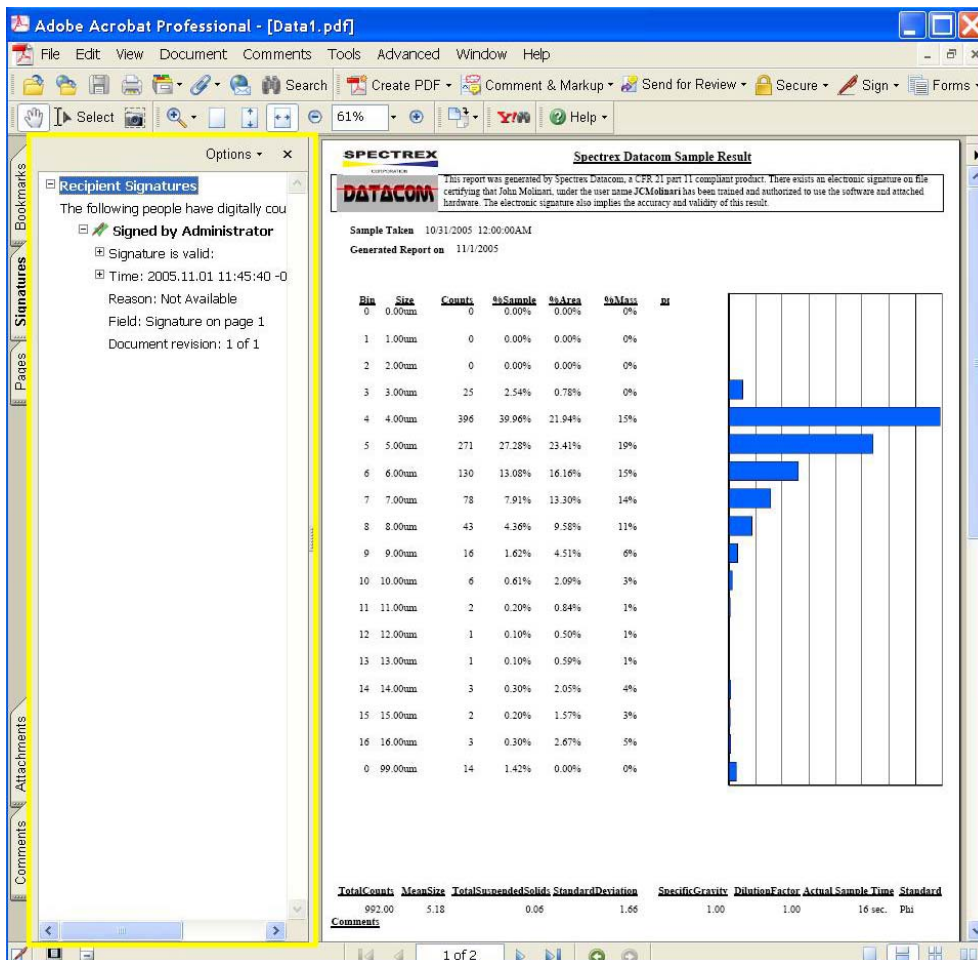 Adobe Acrobat Professional - [Data1.pdf]
File Edit View Document Comments Tools Advanced Window Help
Search Create PDF Comment & Markup Send for Review Secure Sign Forms
Select 61% Y!  Help
Bookmarks
Signatures
Pages
Attachments
Comments
Options x
Recipient Signatures
The following people have digitally cou
Signed by Administrator
Signature is valid:
Time: 2005.11.01 11:45:40 -0
Reason: Not Available
Field: Signature on page 1
Document revision: 1 of 1
SPECTREX Spectrex Datacom Sample Result
CORPORATION
DATACOM
This report was generated by Spectrex Datacom, a CFR 21 part 11 compliant product. There exists an electronic signature on file
certifying that John Molinari, under the user name JCMolinari has been trained and authorized to use the software and attached
hardware. The electronic signature also implies the accuracy and validity of this result.
Sample Taken 10/31/2005 12:00:00AM
Generated Report on 11/1/2005
Bin Size Counts %Sample %Area %Mass
0 0.00um 0 0.00% 0.00% 0%
1 1.00um 0 0.00% 0.00% 0%
2 2.00um 0 0.00% 0.00% 0%
3 3.00um 25 2.54% 0.78% 0%
4 4.00um 396 39.96% 21.94% 15%
5 5.00um 271 27.28% 23.41% 19%
6 6.00um 130 13.08% 16.16% 15%
7 7.00um 78 7.91% 13.30% 14%
8 8.00um 43 4.36% 9.58% 11%
9 9.00um 16 1.62% 4.51% 6%
10 10.00um 6 0.61% 2.09% 3%
11 11.00um 2 0.20% 0.84% 1%
12 12.00um 1 0.10% 0.50% 1%
13 13.00um 1 0.10% 0.59% 1%
14 14.00um 3 0.30% 2.05% 4%
15 15.00um 2 0.20% 1.57% 3%
16 16.00um 3 0.30% 2.67% 5%
0 99.00um 14 1.42% 0.00% 0%
TotalCounts MeanSize TotalSuspendedSolids StandardDeviation SpecificGravity DilutionFactor Actual Sample Time Standard
992.00 5.18 0.06 1.66 1.00 1.00 16 sec. Phi
Comments
1 of 2